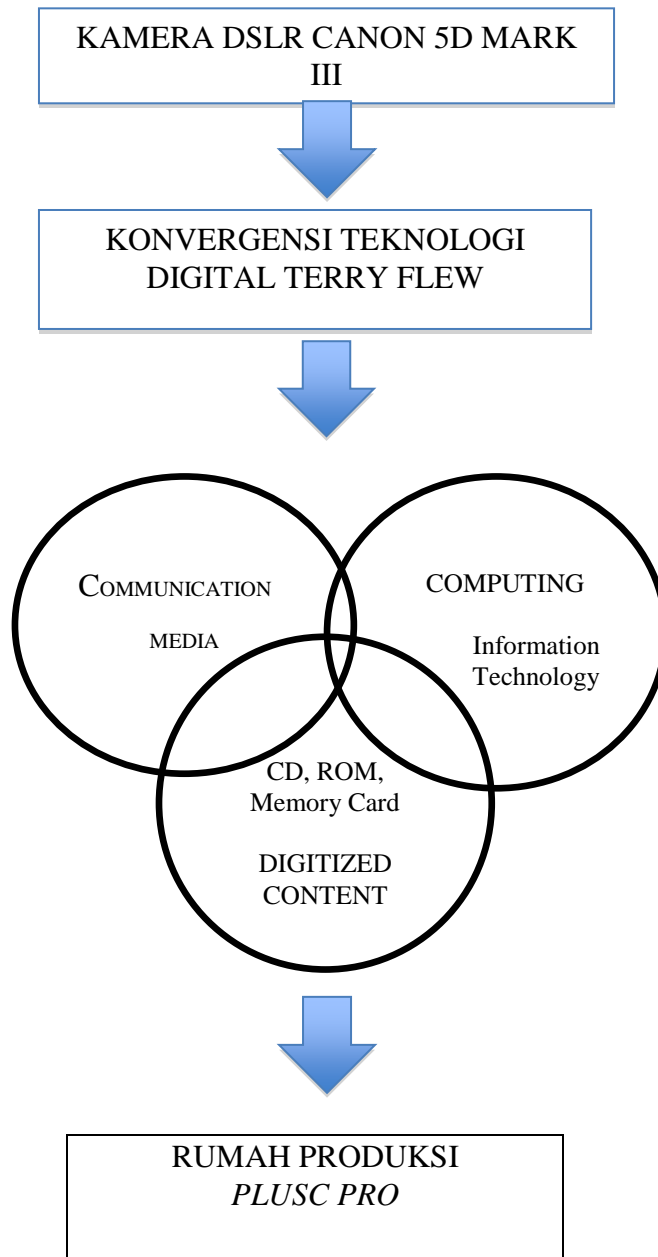 KAMERA DSLR CANON 5D MARK
III
KONVERGENSI TEKNOLOGI
DIGITAL TERRY FLEW
COMMUNICATION
MEDIA
COMPUTING
Information
Technology
CD, ROM,
Memory Card
DIGITIZED
CONTENT
RUMAH PRODUKSI
PLUSC PRO